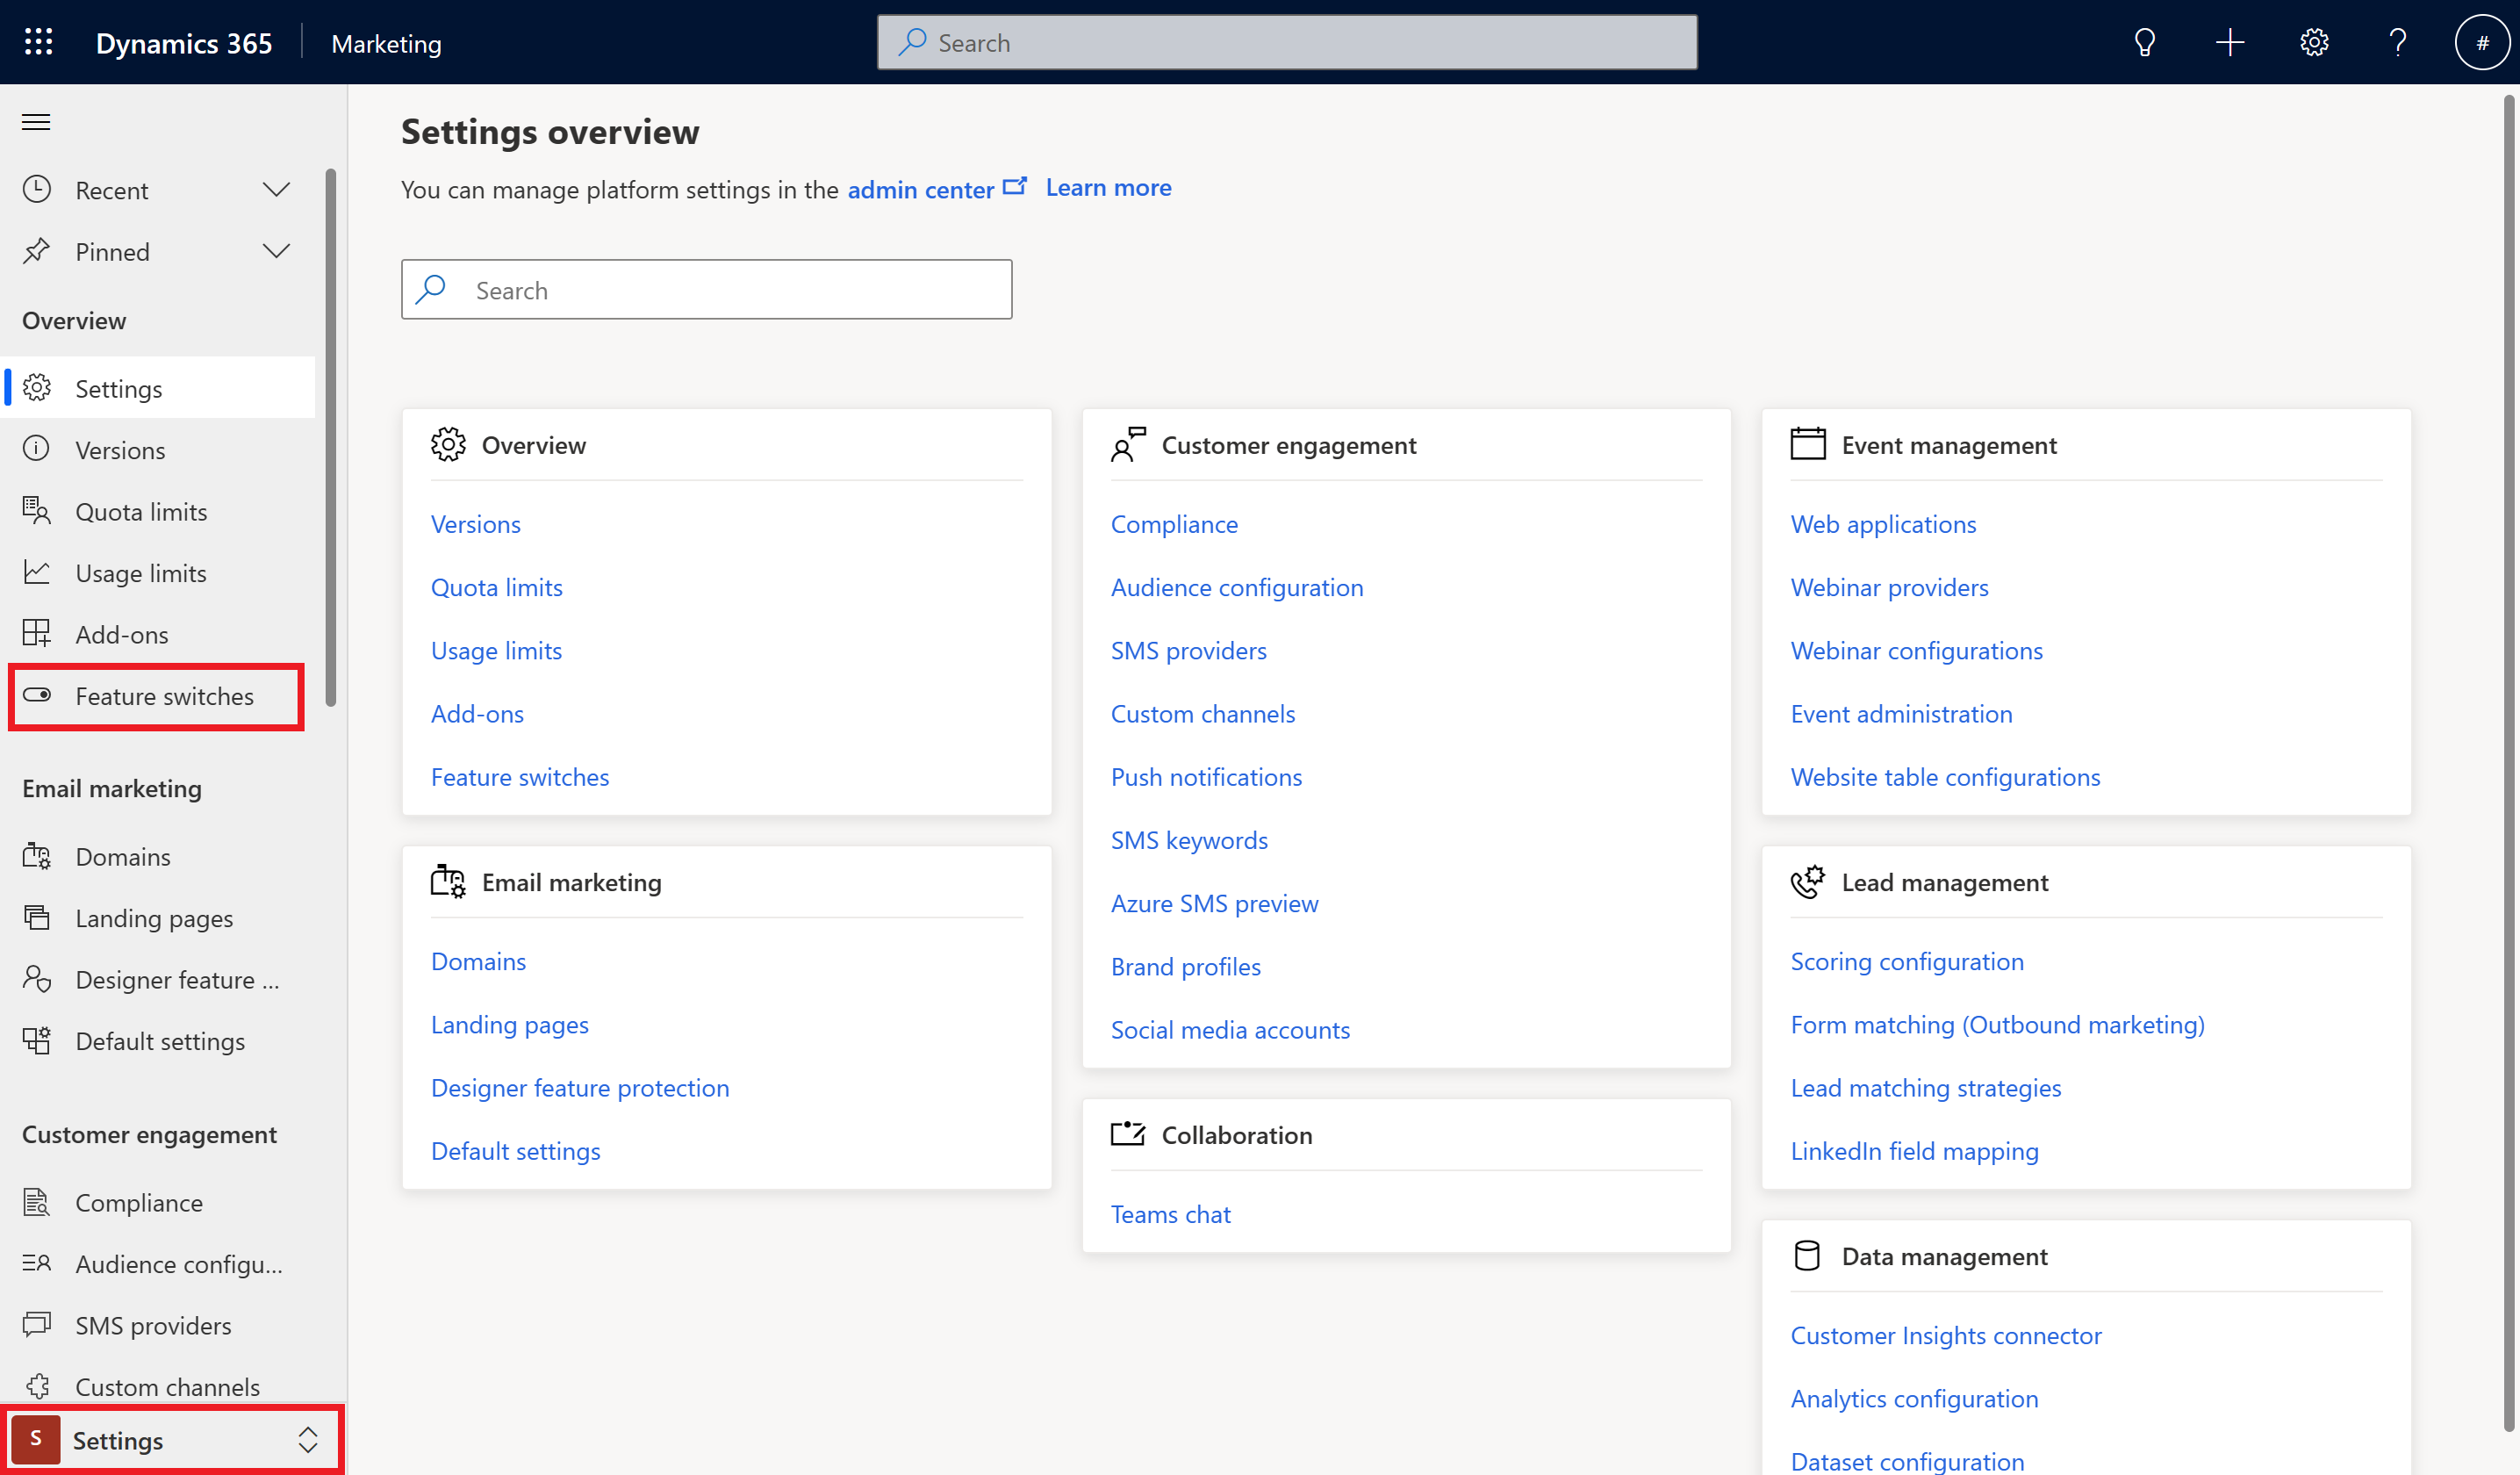 Dynamics 365
Marketing
Search
#
Recent
Pinned
Overview
Settings
Versions
Quota limits
Usage limits
Add-ons
Feature switches
Email marketing
Domains
Landing pages
Designer feature ...
Default settings
Customer engagement
Compliance
Audience configu...
SMS providers
Custom channels
S Settings
Settings overview
You can manage platform settings in the admin center Learn more
Search
Overview
Versions
Quota limits
Usage limits
Add-ons
Feature switches
Email marketing
Domains
Landing pages
Designer feature protection
Default settings
Customer engagement
Compliance
Audience configuration
SMS providers
Custom channels
Push notifications
SMS keywords
Azure SMS preview
Brand profiles
Social media accounts
Collaboration
Teams chat
Event management
Web applications
Webinar providers
Webinar configurations
Event administration
Website table configurations
Lead management
Scoring configuration
Form matching (Outbound marketing)
Lead matching strategies
LinkedIn field mapping
Data management
Customer Insights connector
Analytics configuration
Dataset configuration